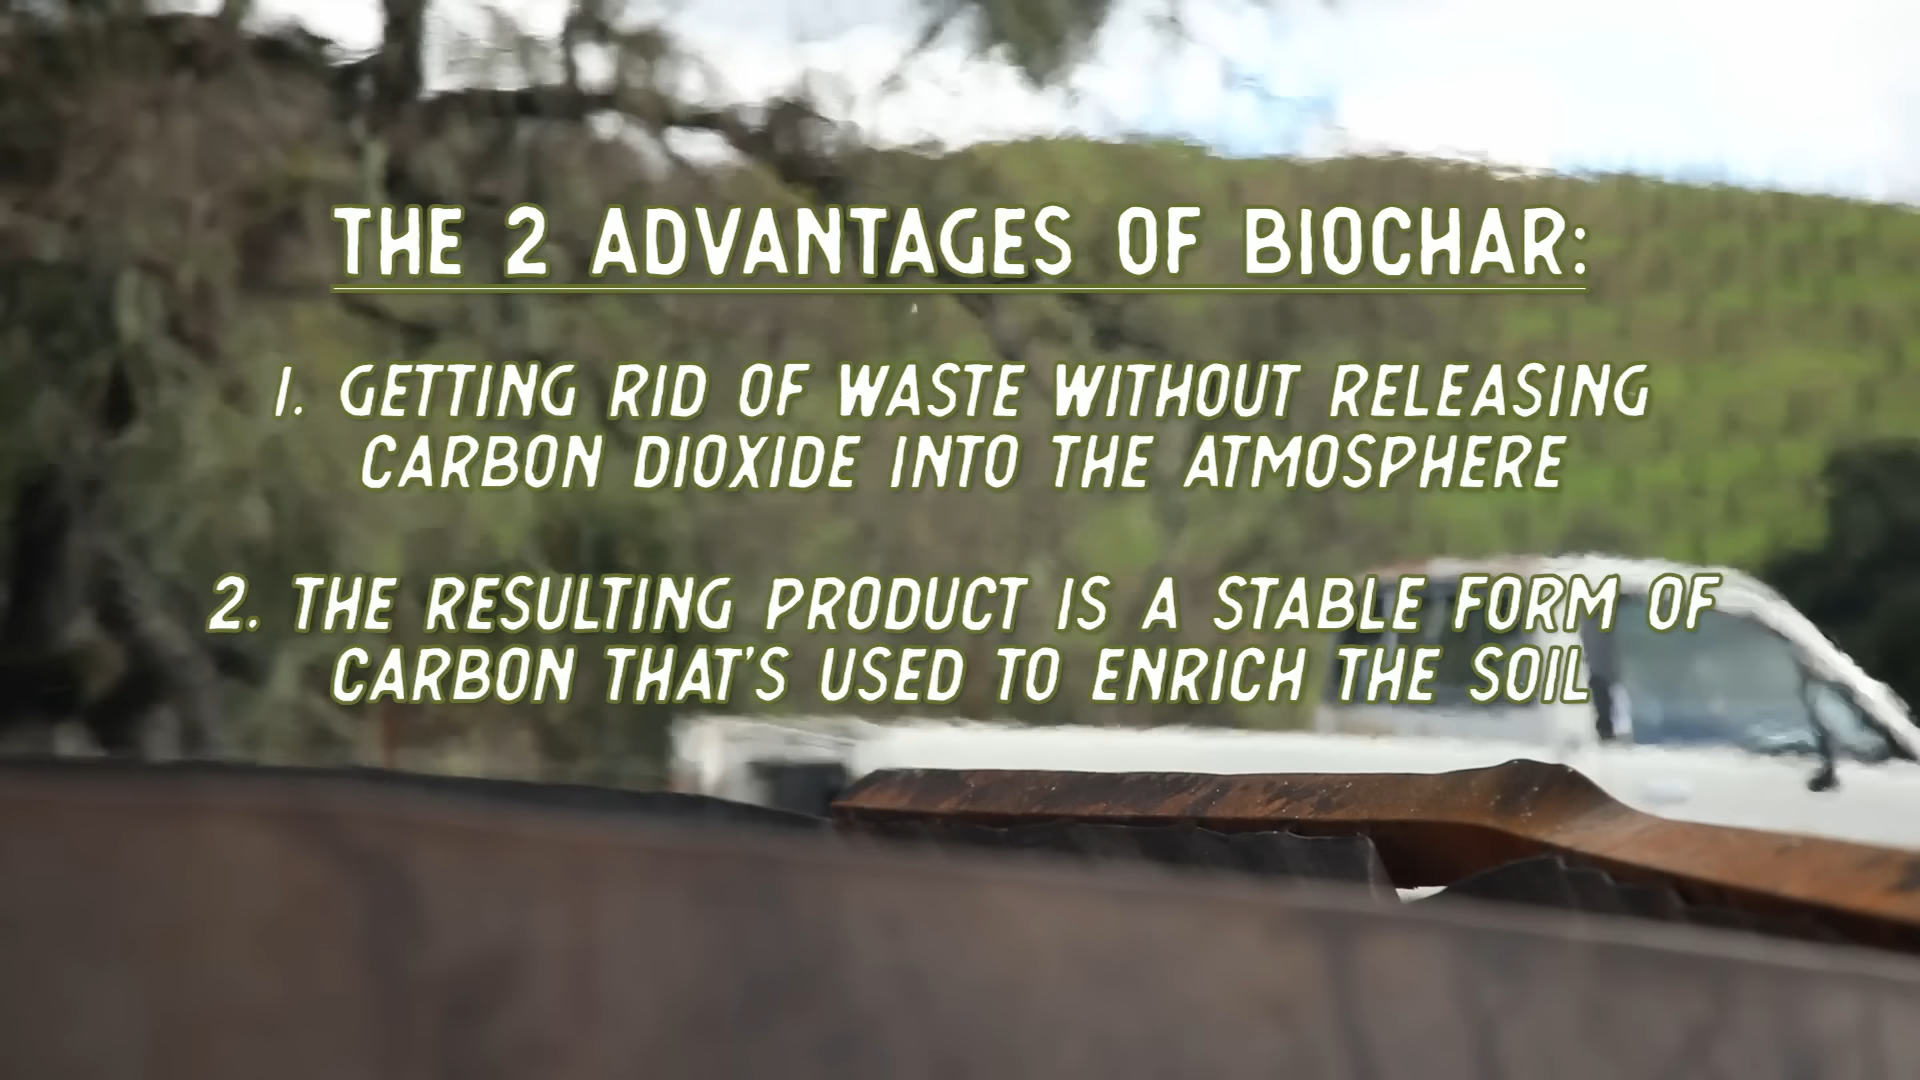 THE 2 ADVANTAGES OF BIOCHAR:
1. GETTING RID OF WASTE WITHOUT RELEASING
CARBON DIOXIDE INTO THE ATMOSPHERE
2. THE RESULTING PRODUCT IS A STABLE FORM OF
CARBON THAT'S USED TO ENRICH THE SOIL